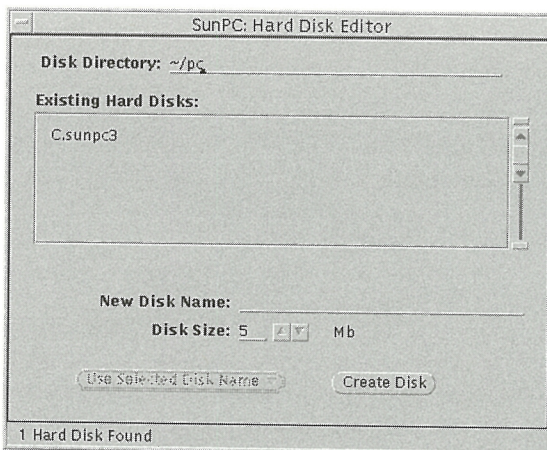 SunPC: Hard Disk Editor
Disk Directory: ~/pc
Existing Hard Disks:
C.sunpc3
New Disk Name:
Disk Size: 5 Mb
Use Selected Disk Name
Create Disk
1 Hard Disk Found